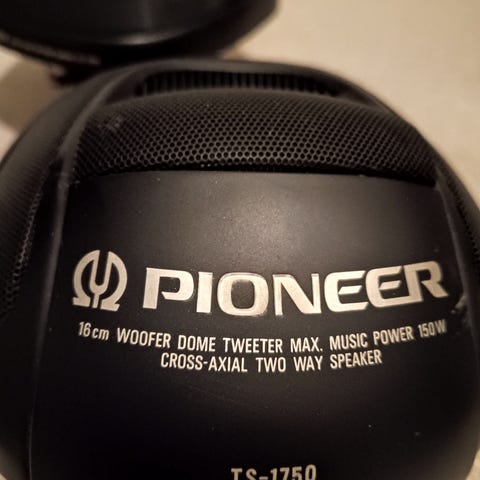 PIONEER
16cm WOOFER DOME TWEETER MAX. MUSIC POWER 150W
CROSS-AXIAL TWO WAY SPEAKER
TS-1750